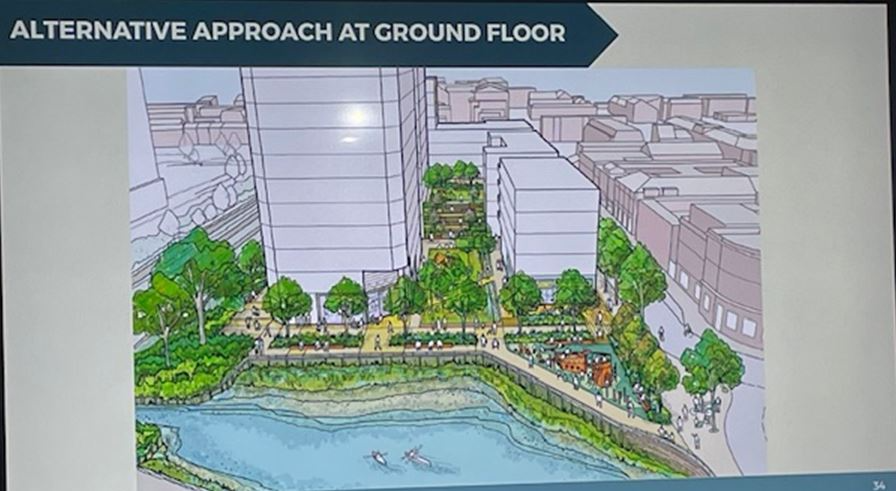 ALTERNATIVE APPROACH AT GROUND FLOOR
34